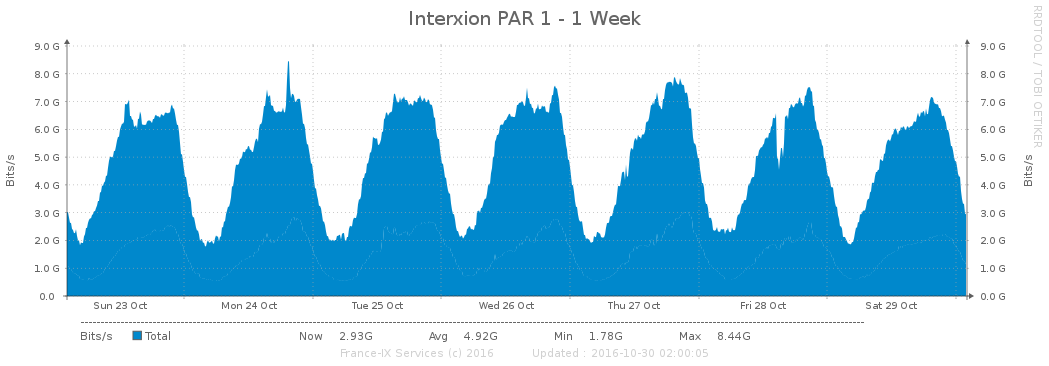 Interxion PAR 1 - 1 Week
RRDTOOL / TOBI OETIKER
Bits/s
9.0 G 9.0 G
8.0 G 8.0 G
7.0 G 7.0 G
6.0 G 6.0 G
5.0 G 5.0 G
4.0 G 4.0 G
3.0 G 3.0 G
2.0 G 2.0 G
1.0 G 1.0 G
0.0 0.0 G
Bits/s
Sun 23 Oct Mon 24 Oct Tue 25 Oct Wed 26 Oct Thu 27 Oct Fri 28 Oct Sat 29 Oct
Bits/s Total Now 2.93G Avg 4.92G Min 1.78G Max 8.44G
France-IX Services (c) 2016 Updated : 2016-10-30 02:00:05